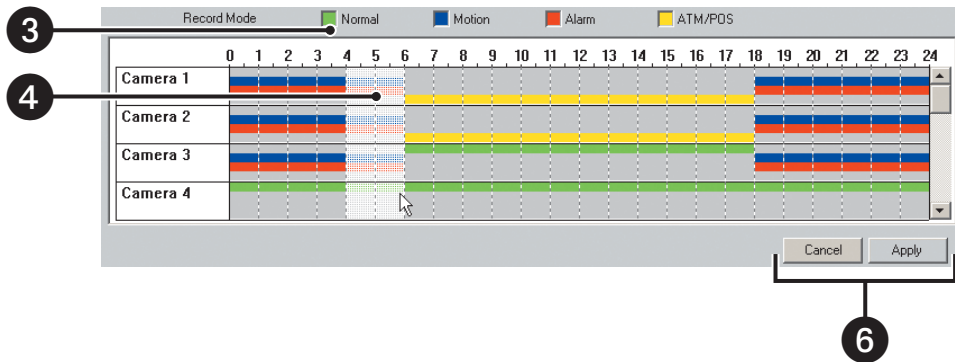 Record Mode Normal Motion Alarm ATM/POS
3
0 1 2 3 4 5 6 7 8 9 10 11 12 13 14 15 16 17 18 19 20 21 22 23 24
Camera 1
4
Camera 2
Camera 3
Camera 4
Cancel Apply
6